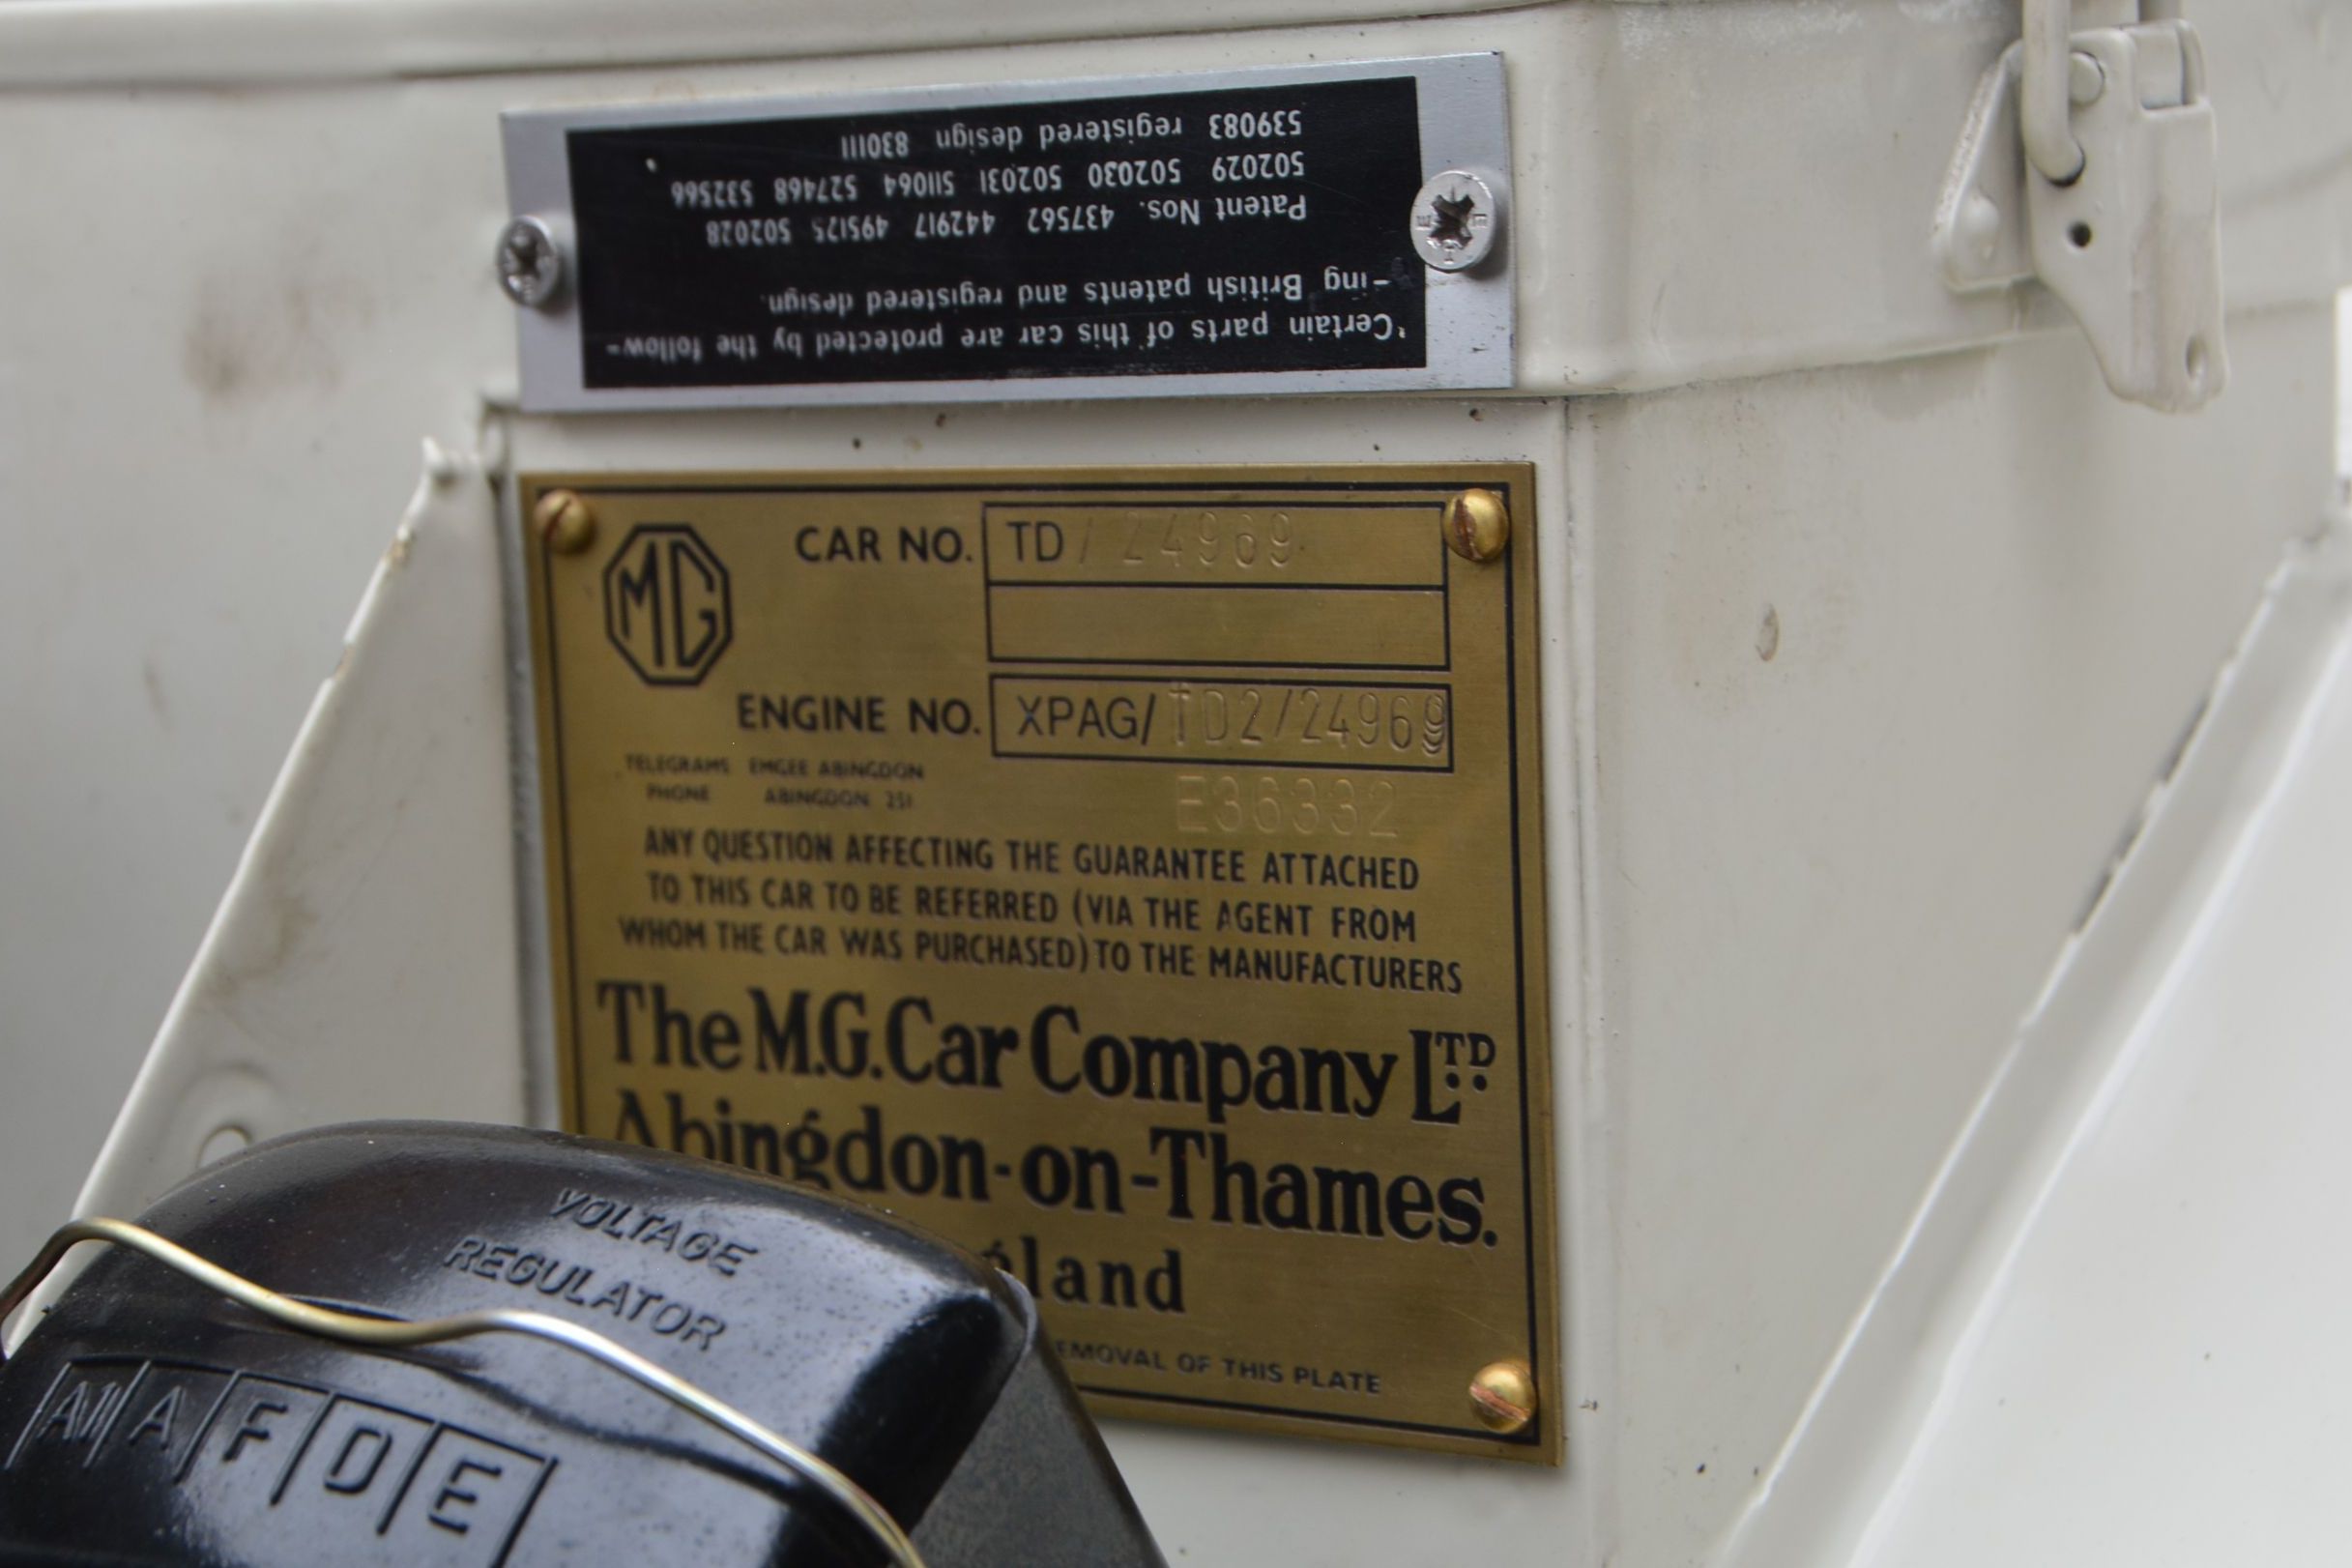 'Certain parts of this car are protected by the follow-
-ing British patents and registered design.
Patent Nos. 437562 442917 495125 502028
502029 502030 502031 511064 527468 532566
539083 registered design 830111
MG
CAR NO. TD / 24969
ENGINE NO. XPAG/TD2/24969
E36332
TELEGRAMS EMGEE ABINGDON
PHONE ABINGDON 251
ANY QUESTION AFFECTING THE GUARANTEE ATTACHED
TO THIS CAR TO BE REFERRED (VIA THE AGENT FROM
WHOM THE CAR WAS PURCHASED) TO THE MANUFACTURERS
The M.G. Car Company LTD
Abingdon-on-Thames.
gland
EMOVAL OF THIS PLATE
VOLTAGE
REGULATOR
A1 A F D E